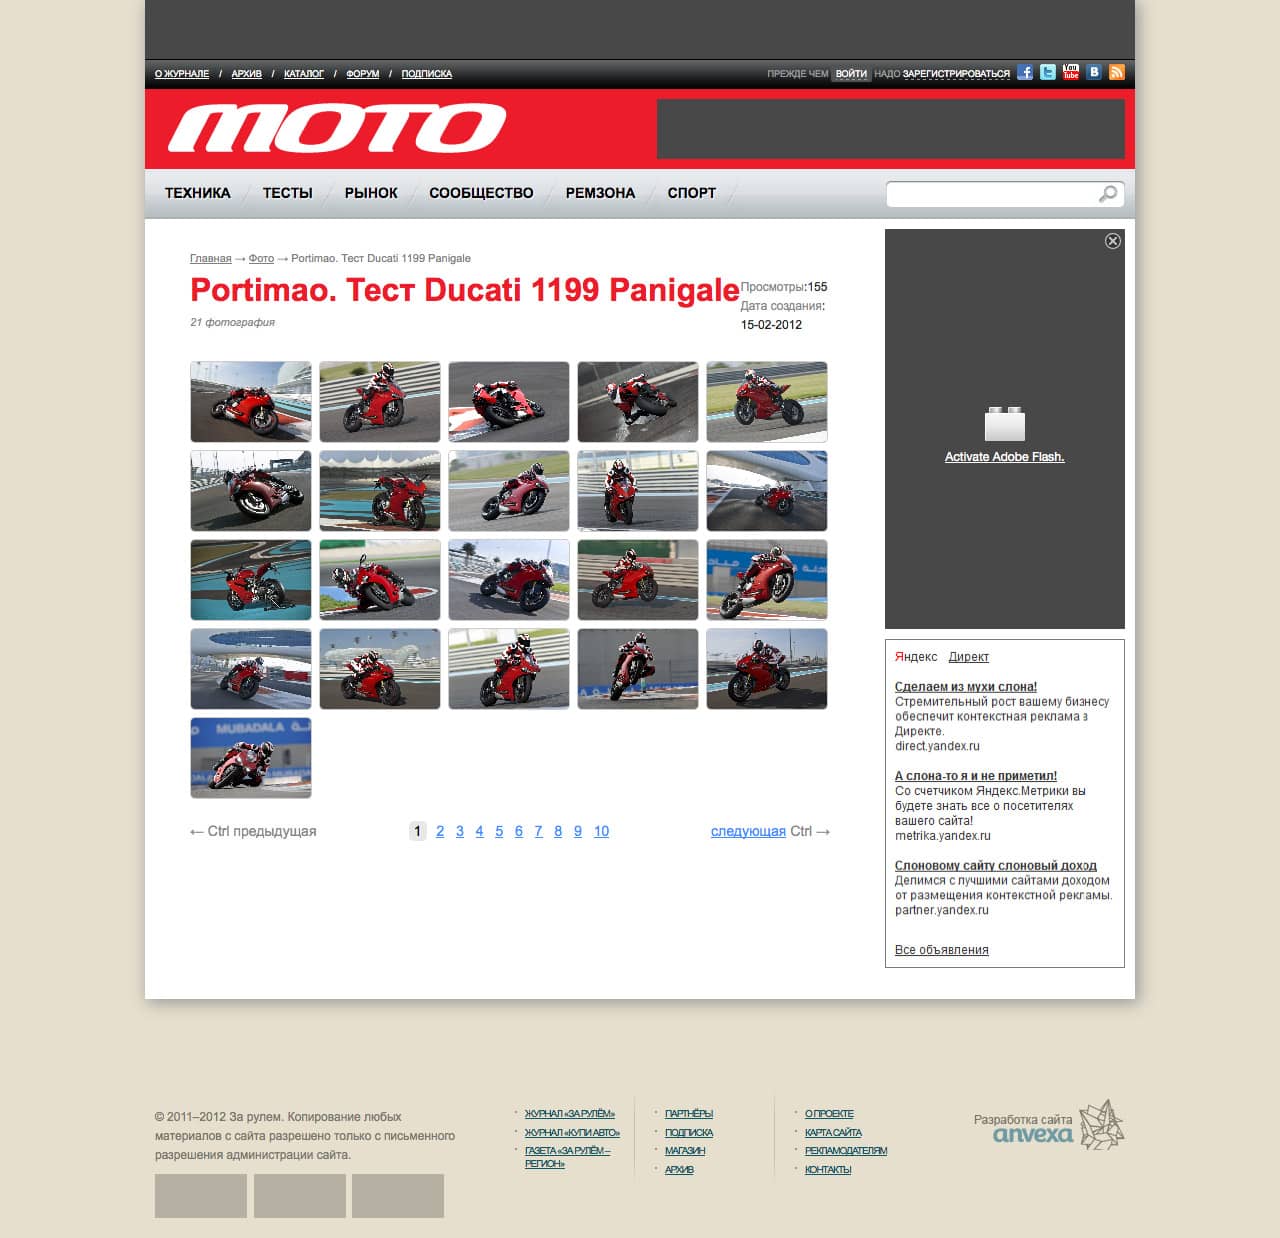 О ЖУРНАЛЕ / АРХИВ / КАТАЛОГ / ФОРУМ / ПОДПИСКА
ПРЕЖДЕ ЧЕМ ВОЙТИ НАДО ЗАРЕГИСТРИРОВАТЬСЯ
You Tube
МОТО
ТЕХНИКА ТЕСТЫ РЫНОК СООБЩЕСТВО РЕМЗОНА СПОРТ
Главная → Фото → Portimao. Тест Ducati 1199 Panigale
Portimao. Тест Ducati 1199 Panigale
21 фотография
Просмотры:155
Дата создания:
15-02-2012
MUBADALA
← Ctrl предыдущая 1 2 3 4 5 6 7 8 9 10 следующая Ctrl →
Activate Adobe Flash.
Яндекс Директ
Сделаем из мухи слона!
Стремительный рост вашему бизнесу
обеспечит контекстная реклама в
Директе.
direct.yandex.ru
А слона-то я и не приметил!
Со счетчиком Яндекс.Метрики вы
будете знать все о посетителях
вашего сайта!
metrika.yandex.ru
Слоновому сайту слоновый доход
Делимся с лучшими сайтами доходом
от размещения контекстной рекламы.
partner.yandex.ru
Все объявления
© 2011–2012 За рулем. Копирование любых
материалов с сайта разрешено только с письменного
разрешения администрации сайта.
ЖУРНАЛ «ЗА РУЛЁМ»
ЖУРНАЛ «КУПИ АВТО»
ГАЗЕТА «ЗА РУЛЁМ –
РЕГИОН»
ПАРТНЁРЫ
ПОДПИСКА
МАГАЗИН
АРХИВ
О ПРОЕКТЕ
КАРТА САЙТА
РЕКЛАМОДАТЕЛЯМ
КОНТАКТЫ
Разработка сайта
anvexa